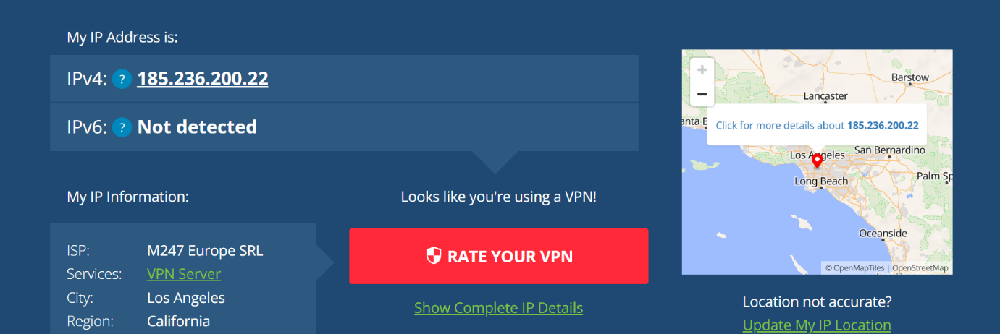 My IP Address is:
IPv4: ? 185.236.200.22
IPv6: ? Not detected
My IP Information:
Looks like you're using a VPN!
ISP: M247 Europe SRL
Services: VPN Server
City: Los Angeles
Region: California
RATE YOUR VPN
Show Complete IP Details
+
−
Barstow
Lancaster
anta B
Click for more details about 185.236.200.22
Los Angeles
San Bernardino
Long Beach
Palm Sp
Oceanside
© OpenMapTiles | OpenStreetMap
Location not accurate?
Update My IP Location